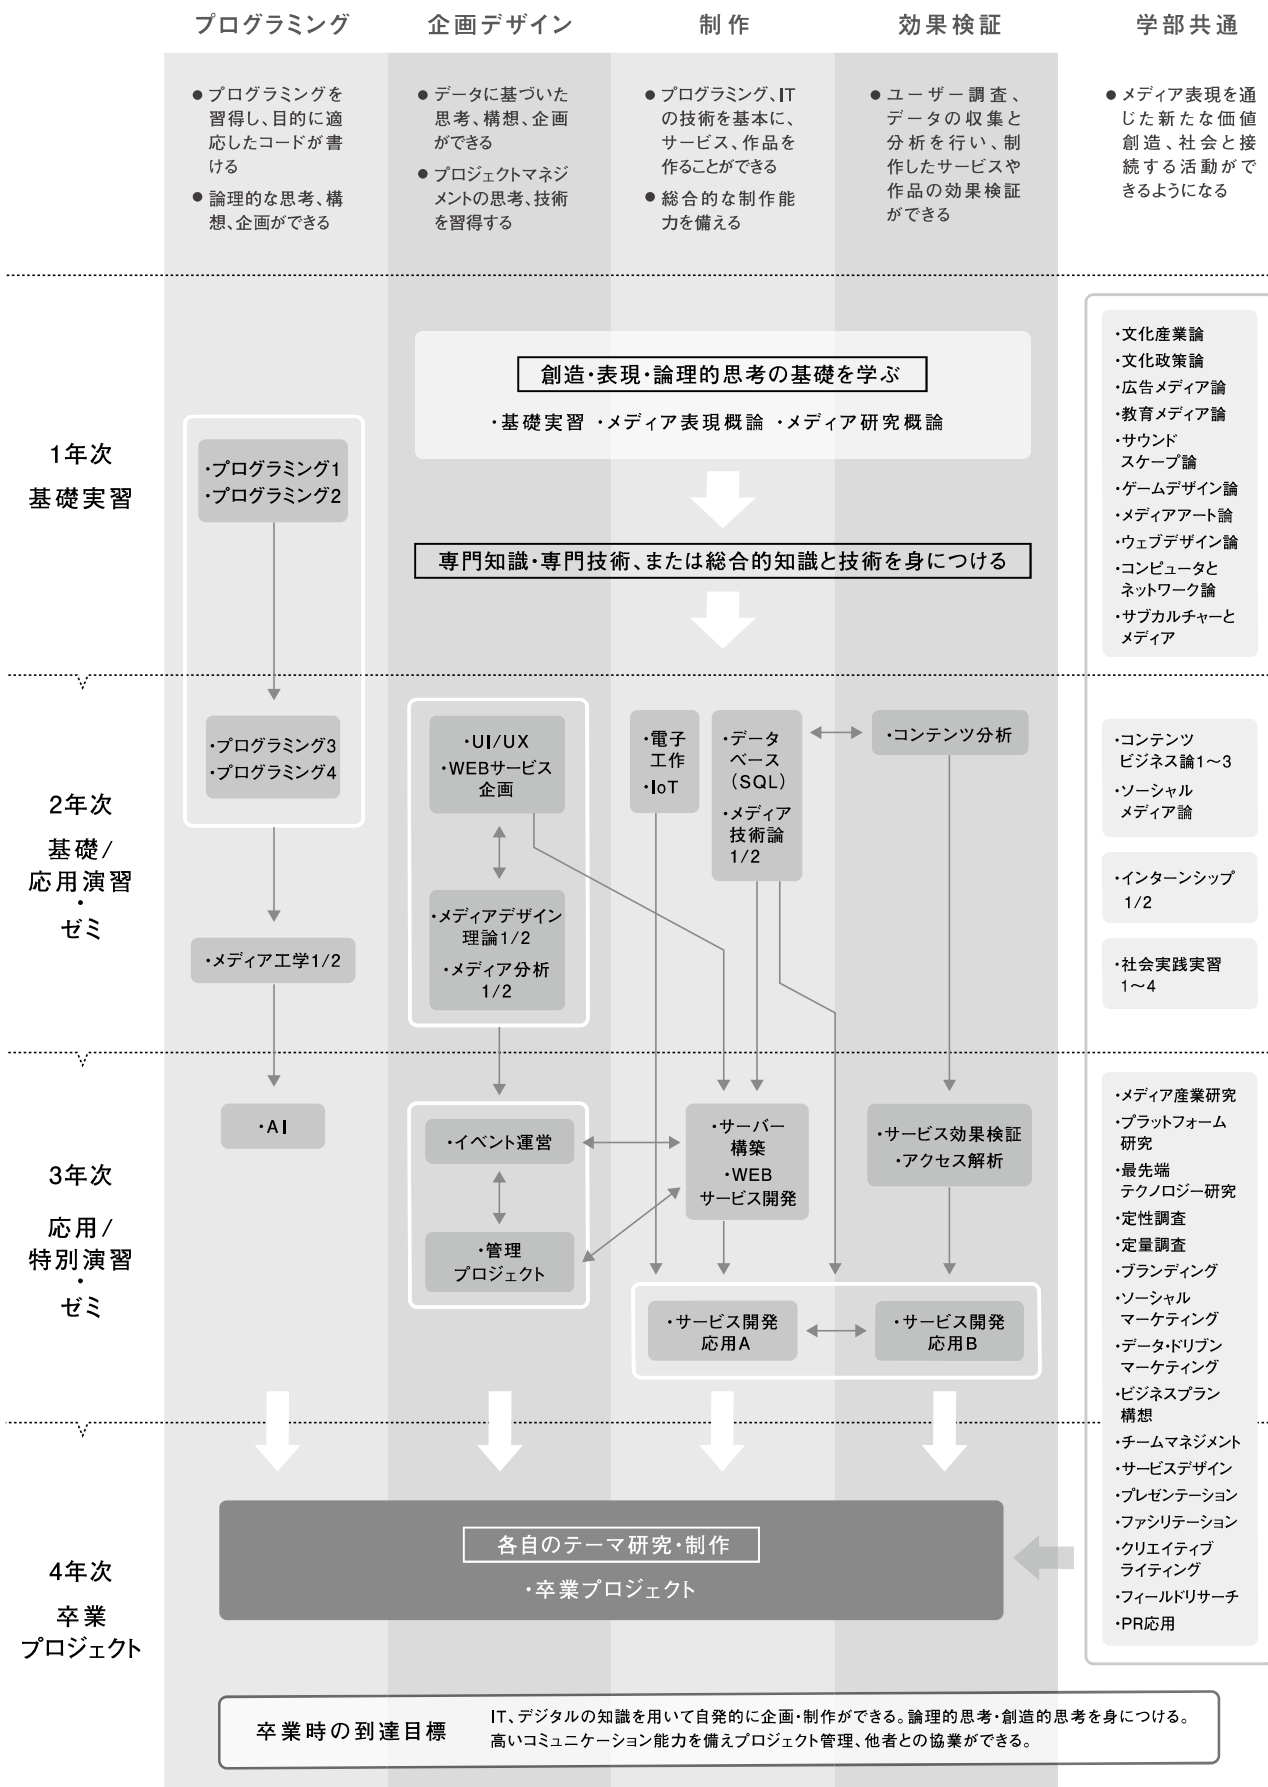 プログラミング
企画デザイン
制作
効果検証
学部共通
● プログラミングを
習得し、目的に適
応したコードが書
ける
● 論理的な思考、構
想、企画ができる
● データに基づいた
思考、構想、企画
ができる
● プロジェクトマネジ
メントの思考、技術
を習得する
● プログラミング、IT
の技術を基本に、
サービス、作品を
作ることができる
● 総合的な制作能
力を備える
● ユーザー調査、
データの収集と
分析を行い、制
作したサービスや
作品の効果検証
ができる
● メディア表現を通
じた新たな価値
創造、社会と接
続する活動がで
きるようになる
1年次
基礎実習
・プログラミング1
・プログラミング2
創造・表現・論理的思考の基礎を学ぶ
・基礎実習 ・メディア表現概論 ・メディア研究概論
専門知識・専門技術、または総合的知識と技術を身につける
・文化産業論
・文化政策論
・広告メディア論
・教育メディア論
・サウンド
スケープ論
・ゲームデザイン論
・メディアアート論
・ウェブデザイン論
・コンピュータと
ネットワーク論
・サブカルチャーと
メディア
2年次
基礎/
応用演習
・
ゼミ
・プログラミング3
・プログラミング4
・メディア工学1/2
・UI/UX
・WEBサービス
企画
・メディアデザイン
理論1/2
・メディア分析
1/2
・電子
工作
・IoT
・データ
ベース
(SQL)
・メディア
技術論
1/2
・コンテンツ分析
・コンテンツ
ビジネス論1～3
・ソーシャル
メディア論
・インターンシップ
1/2
・社会実践実習
1～4
3年次
応用/
特別演習
・
ゼミ
・AI
・イベント運営
・管理
プロジェクト
・サーバー
構築
・WEB
サービス開発
・サービス効果検証
・アクセス解析
・サービス開発
応用A
・サービス開発
応用B
・メディア産業研究
・プラットフォーム
研究
・最先端
テクノロジー研究
・定性調査
・定量調査
・ブランディング
・ソーシャル
マーケティング
・データ・ドリブン
マーケティング
・ビジネスプラン
構想
・チームマネジメント
・サービスデザイン
・プレゼンテーション
・ファシリテーション
・クリエイティブ
ライティング
・フィールドリサーチ
・PR応用
4年次
卒業
プロジェクト
各自のテーマ研究・制作
・卒業プロジェクト
卒業時の到達目標
IT、デジタルの知識を用いて自発的に企画・制作ができる。論理的思考・創造的思考を身につける。
高いコミュニケーション能力を備えプロジェクト管理、他者との協業ができる。